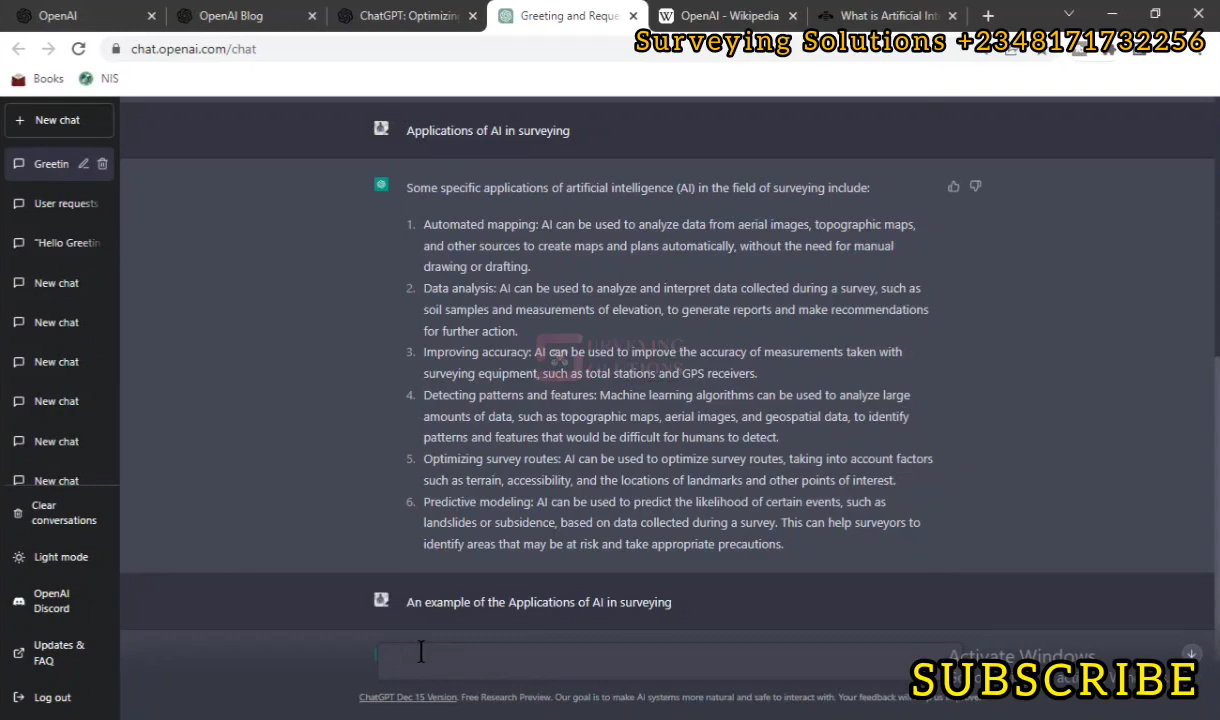 OpenAI
OpenAI Blog
ChatGPT: Optimizing
Greeting and Reque
OpenAI - Wikipedia
What is Artificial Int
chat.openai.com/chat
Surveying Solutions +2348171732256
Books
NIS
New chat
Greetin
User requests
"Hello Greetin
New chat
New chat
New chat
New chat
New chat
New chat
Clear
conversations
Light mode
OpenAI
Discord
Updates &
FAQ
Log out
Applications of AI in surveying
Some specific applications of artificial intelligence (AI) in the field of surveying include:
1. Automated mapping: AI can be used to analyze data from aerial images, topographic maps,
and other sources to create maps and plans automatically, without the need for manual
drawing or drafting.
2. Data analysis: AI can be used to analyze and interpret data collected during a survey, such as
soil samples and measurements of elevation, to generate reports and make recommendations
for further action.
3. Improving accuracy: AI can be used to improve the accuracy of measurements taken with
surveying equipment, such as total stations and GPS receivers.
4. Detecting patterns and features: Machine learning algorithms can be used to analyze large
amounts of data, such as topographic maps, aerial images, and geospatial data, to identify
patterns and features that would be difficult for humans to detect.
5. Optimizing survey routes: AI can be used to optimize survey routes, taking into account factors
such as terrain, accessibility, and the locations of landmarks and other points of interest.
6. Predictive modeling: AI can be used to predict the likelihood of certain events, such as
landslides or subsidence, based on data collected during a survey. This can help surveyors to
identify areas that may be at risk and take appropriate precautions.
An example of the Applications of AI in surveying
Activate Windows
SUBSCRIBE
ChatGPT Dec 15 Version. Free Research Preview. Our goal is to make AI systems more natural and safe to interact with. Your feedback will